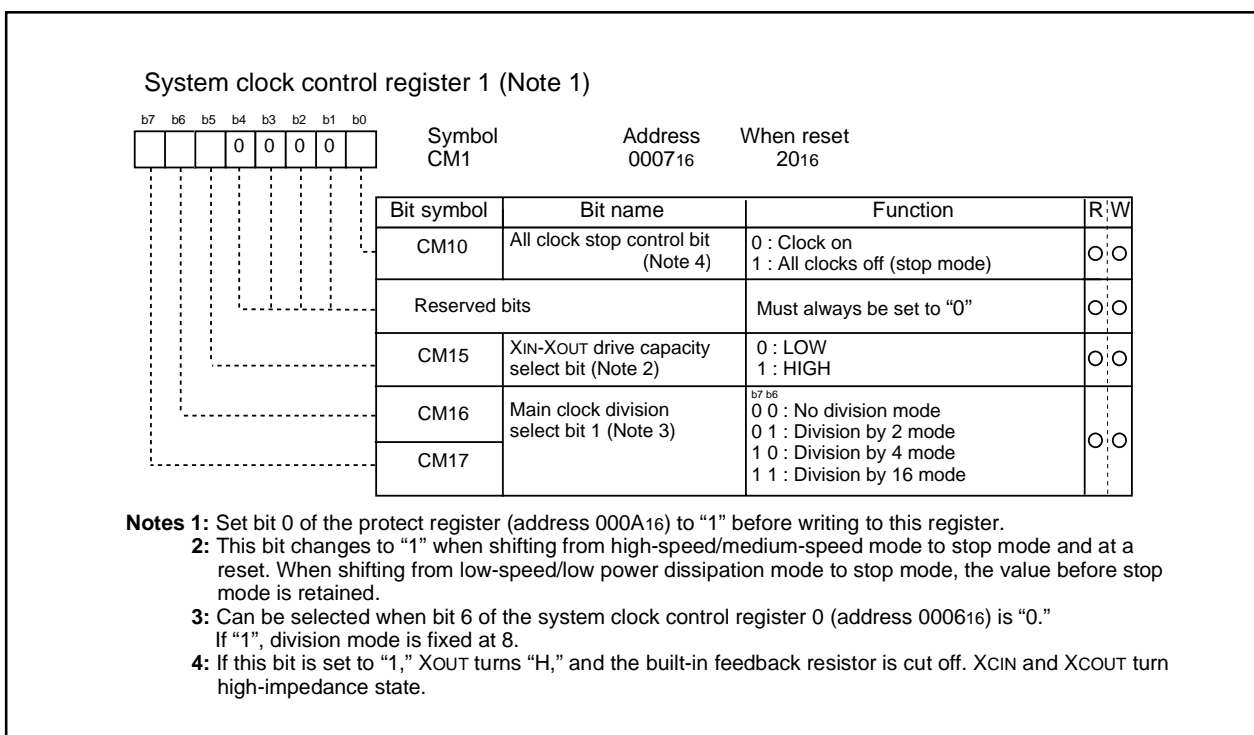 System clock control register 1 (Note 1)
b7 b6 b5 b4 b3 b2 b1 b0
0 0 0 0
Symbol Address When reset
CM1 000716 2016
Bit symbol Bit name Function R W
CM10 All clock stop control bit (Note 4) 0 : Clock on
1 : All clocks off (stop mode)
Reserved bits Must always be set to “0”
CM15 XIN-XOUT drive capacity select bit (Note 2) 0 : LOW
1 : HIGH
b7 b6
CM16 Main clock division select bit 1 (Note 3) 0 0 : No division mode
0 1 : Division by 2 mode
CM17 1 0 : Division by 4 mode
1 1 : Division by 16 mode
Notes 1: Set bit 0 of the protect register (address 000A16) to “1” before writing to this register.
2: This bit changes to “1” when shifting from high-speed/medium-speed mode to stop mode and at a
reset. When shifting from low-speed/low power dissipation mode to stop mode, the value before stop
mode is retained.
3: Can be selected when bit 6 of the system clock control register 0 (address 000616) is “0.”
If “1”, division mode is fixed at 8.
4: If this bit is set to “1,” XOUT turns “H,” and the built-in feedback resistor is cut off. XCIN and XCOUT turn
high-impedance state.